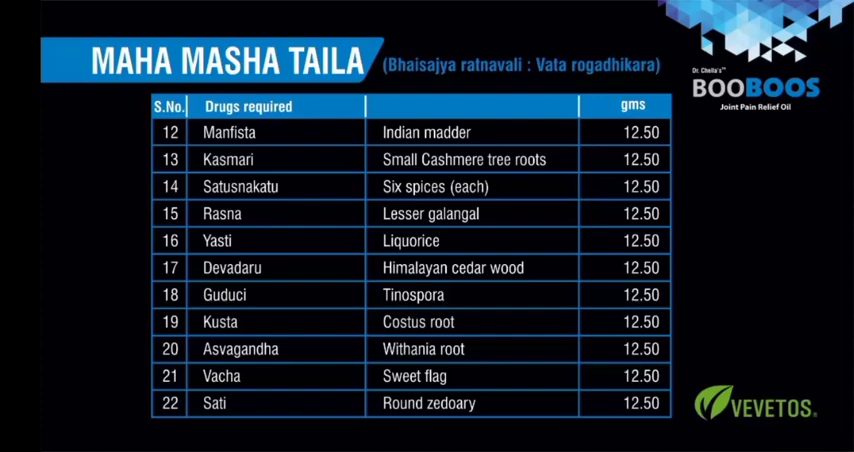 MAHA MASHA TAILA (Bhaisajya ratnavali : Vata rogadhikara)
Dr. Chella's™
BOOBOOS
Joint Pain Relief Oil
S.No. Drugs required gms
12 Manfista Indian madder 12.50
13 Kasmari Small Cashmere tree roots 12.50
14 Satusnakatu Six spices (each) 12.50
15 Rasna Lesser galangal 12.50
16 Yasti Liquorice 12.50
17 Devadaru Himalayan cedar wood 12.50
18 Guduci Tinospora 12.50
19 Kusta Costus root 12.50
20 Asvagandha Withania root 12.50
21 Vacha Sweet flag 12.50
22 Sati Round zedoary 12.50
VEVETOS®